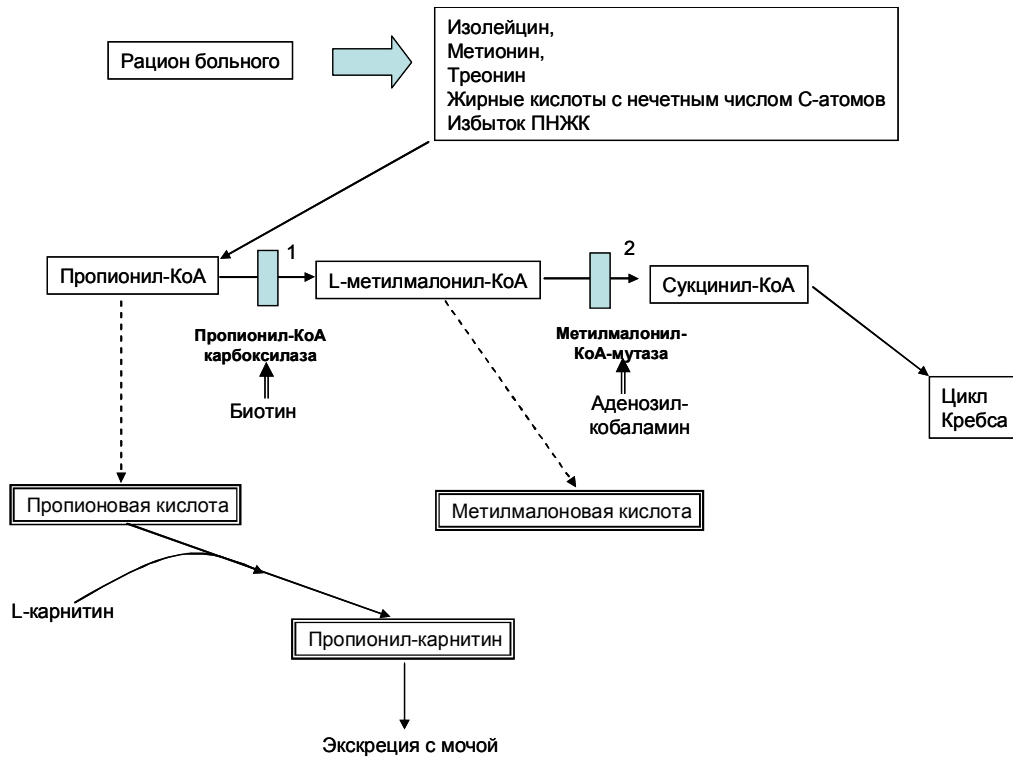 Рацион больного
Изолейцин,
Метионин,
Треонин
Жирные кислоты с нечетным числом С-атомов
Избыток ПНЖК
1
2
Пропионил-КоА
L-метилмалонил-КоА
Сукцинил-КоА
Пропионил-КоА
карбоксилаза
Метилмалонил-
КоА-мутаза
Биотин
Аденозил-
кобаламин
Цикл
Кребса
Пропионовая кислота
Метилмалоновая кислота
L-карнитин
Пропионил-карнитин
Экскреция с мочой